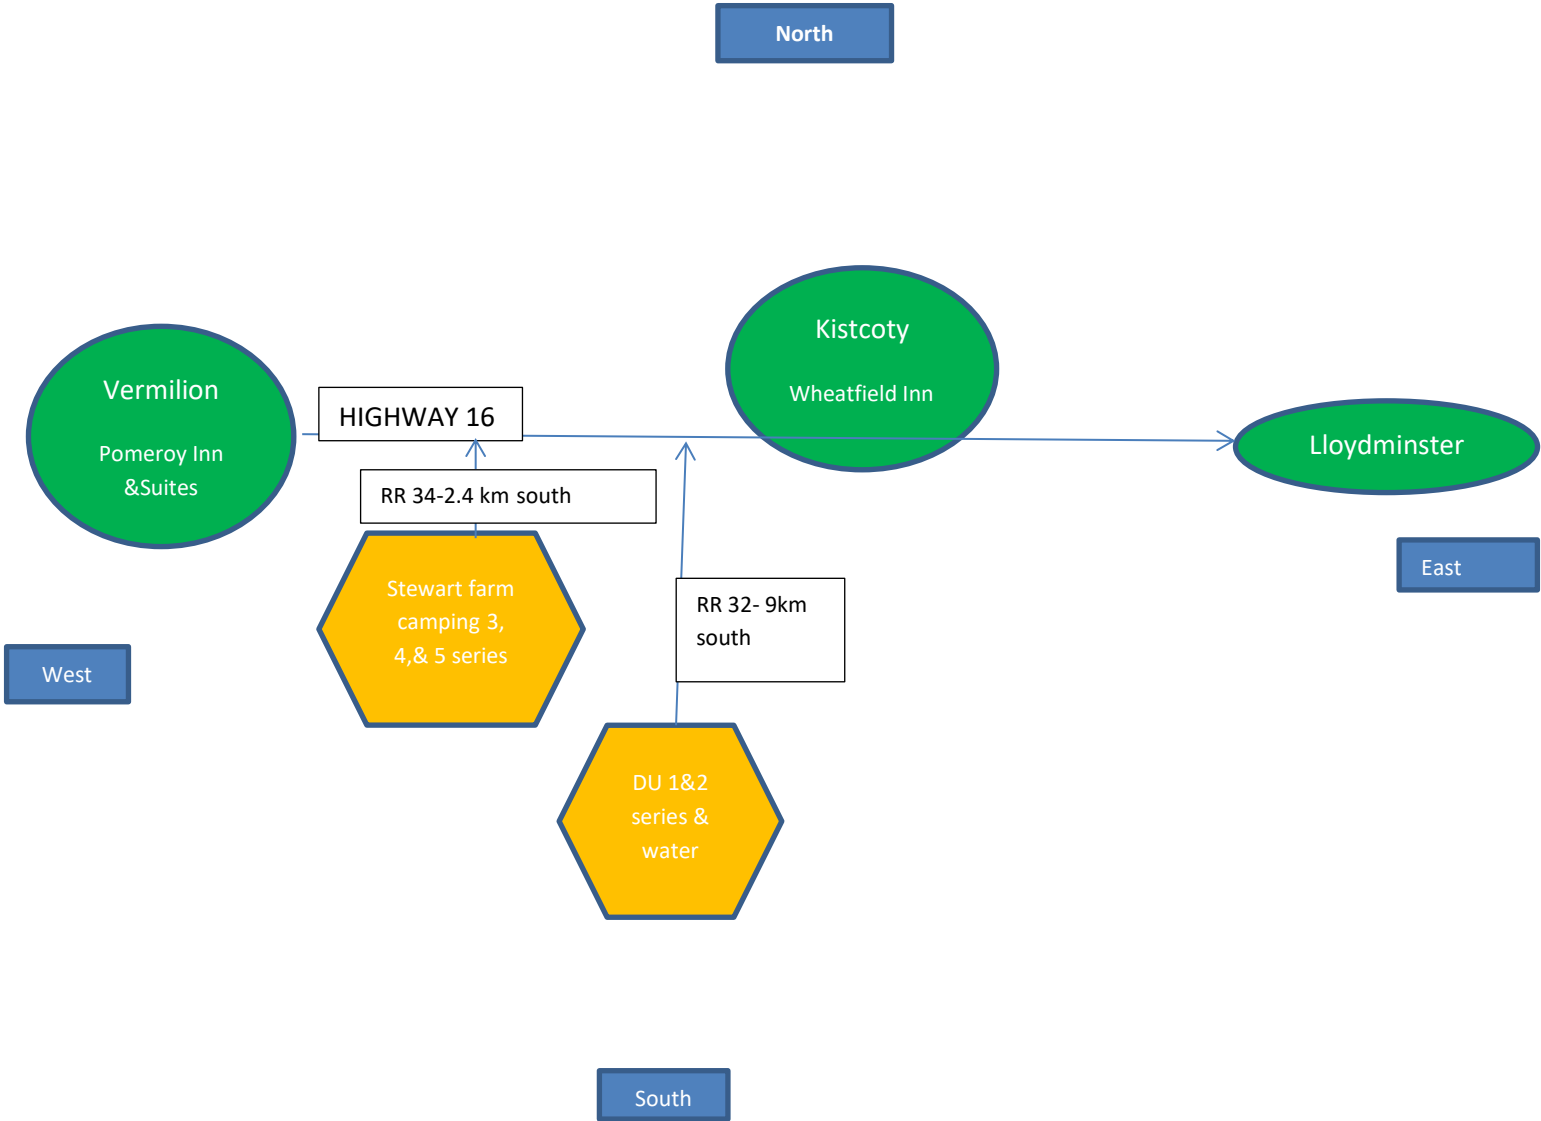 North
Kistcoty
Wheatfield Inn
Vermilion
Pomeroy Inn
&Suites
HIGHWAY 16
Lloydminster
RR 34-2.4 km south
East
Stewart farm
camping 3,
4,& 5 series
RR 32- 9km
south
West
DU 1&2
series &
water
South